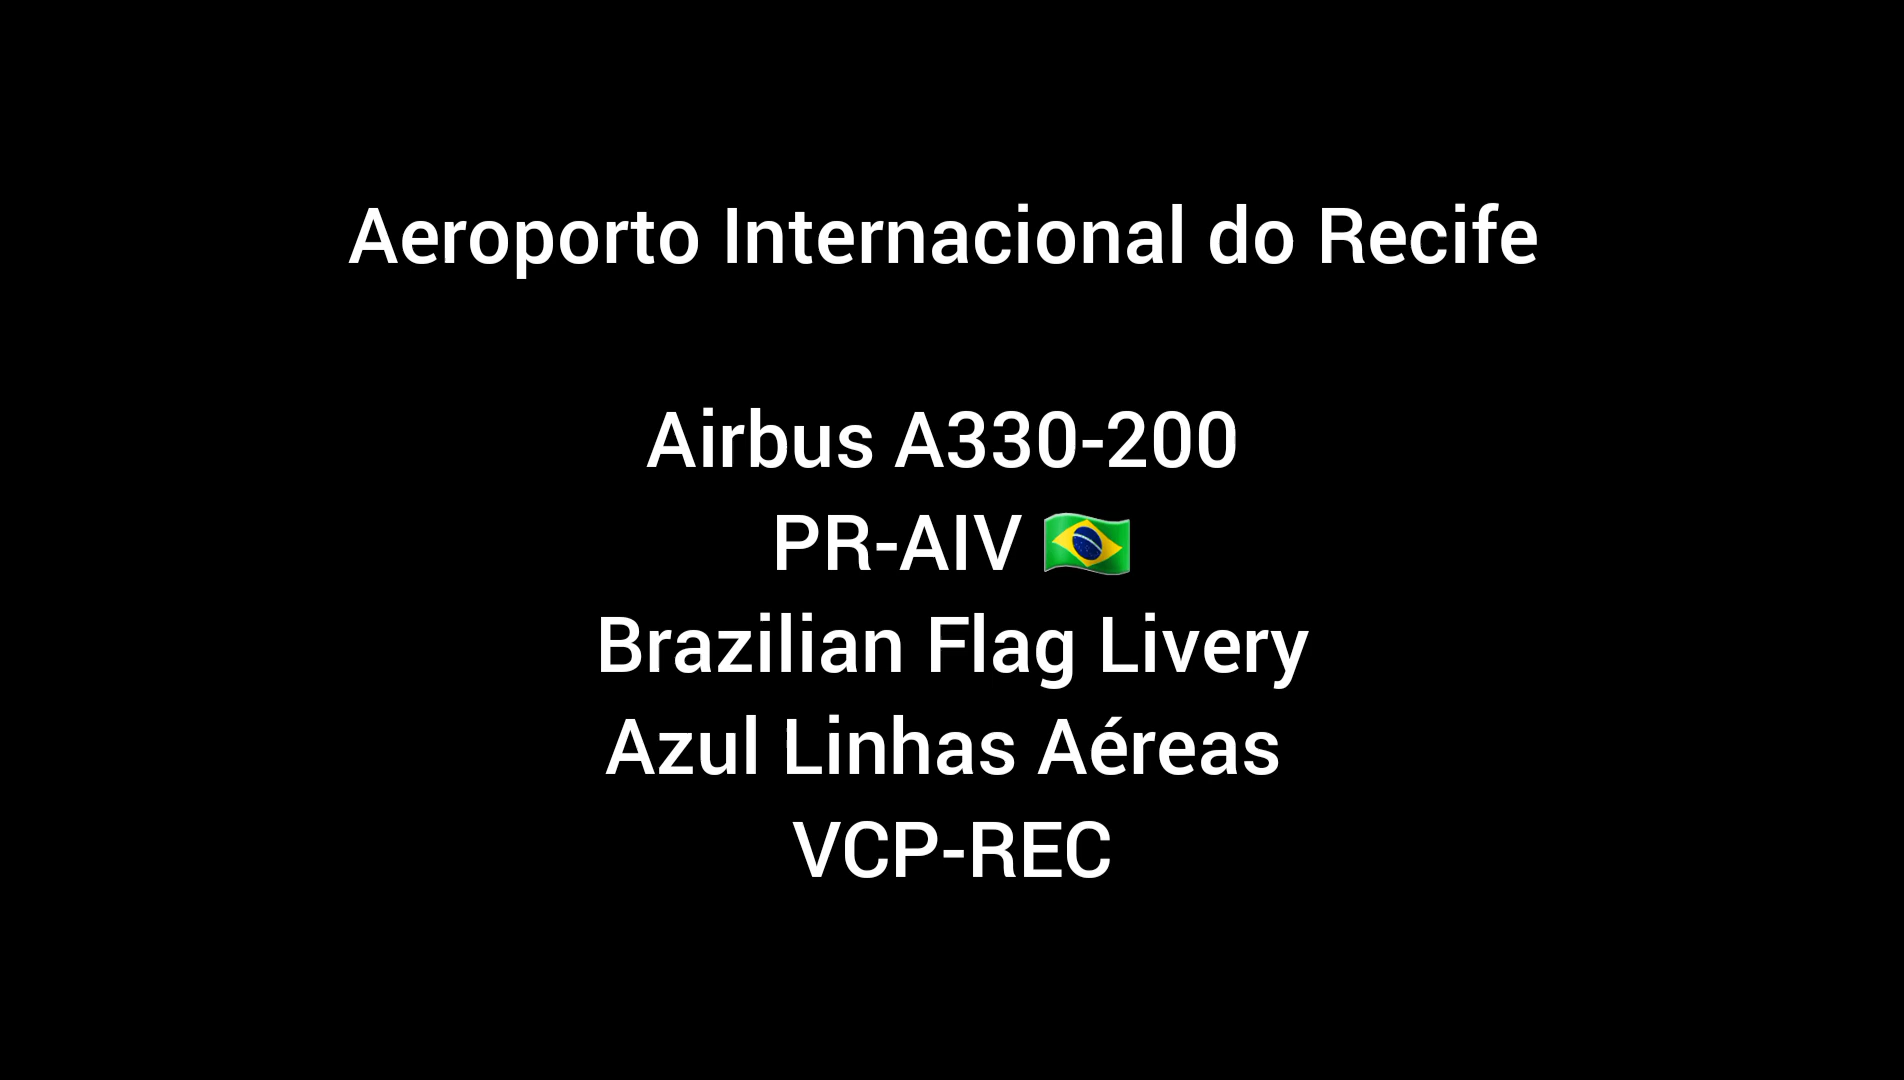 Aeroporto Internacional do Recife
Airbus A330-200
PR-AIV 🇧🇷
Brazilian Flag Livery
Azul Linhas Aéreas
VCP-REC